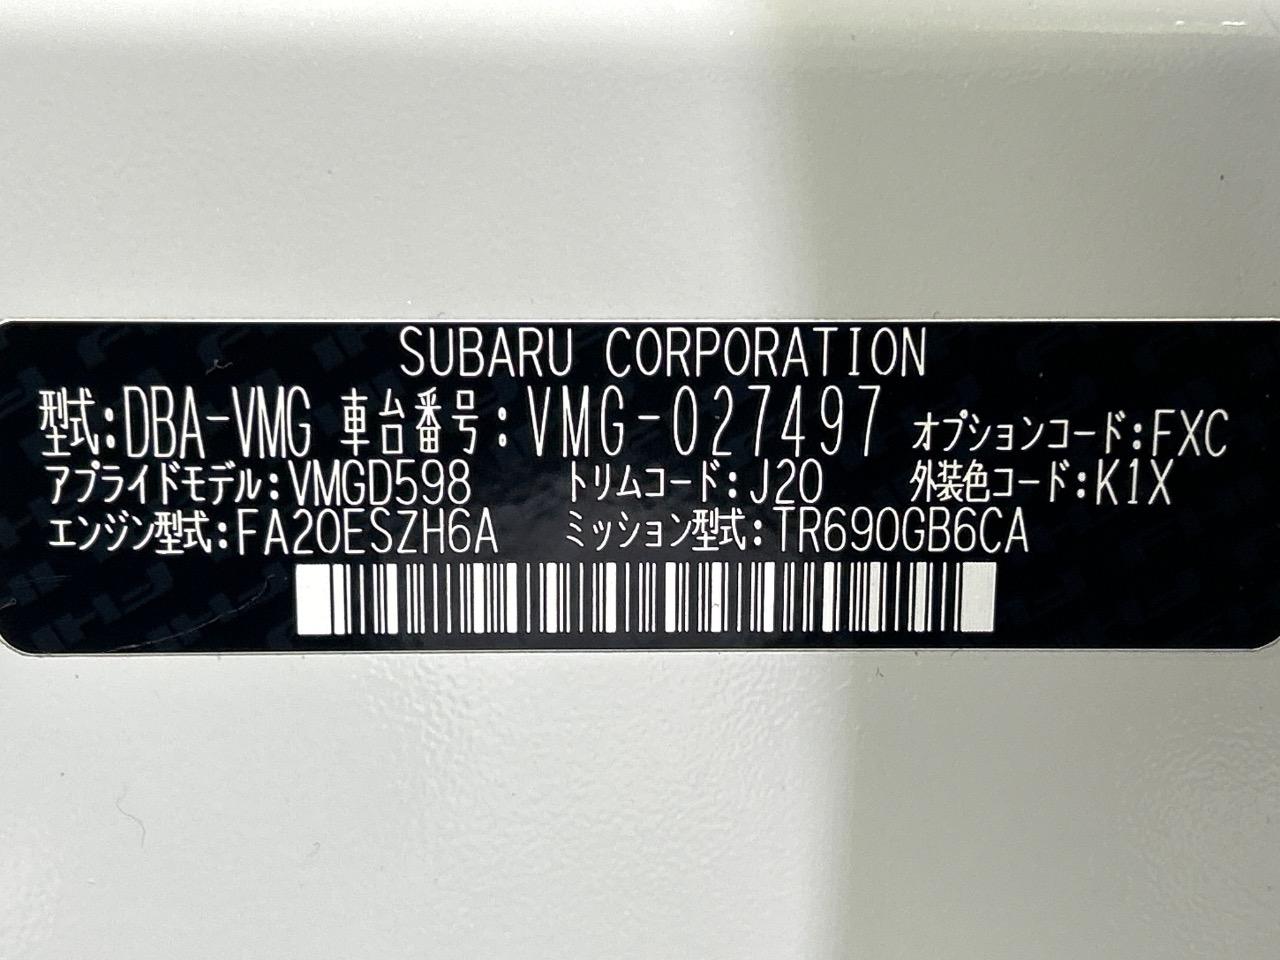 SUBARU CORPORATION
型式:DBA-VMG 車台番号:VMG-027497 オプションコード:FXC
アプライドモデル:VMGD598 トリムコード:J20 外装色コード:K1X
エンジン型式:FA20ESZH6A ミッション型式:TR690GB6CA